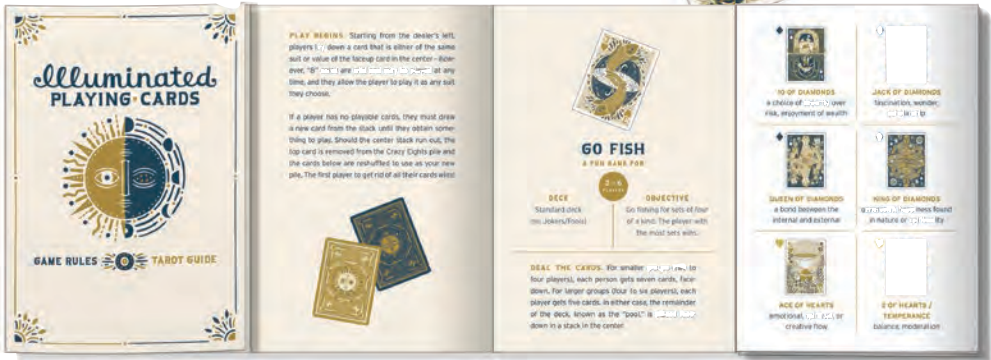 Illuminated
PLAYING CARDS
GAME RULES
TAROT GUIDE
PLAY BEGINS Starting from the dealer's left,
players down a card that is either of the same
suit or value of the faceup card in the center-How-
ever, "8" are at any
time, and they allow the player to play it as any suit
they choose.
If a player has no playable cards, they must draw
a new card from the stack until they obtain some-
thing to play. Should the center stack run out, the
top card is removed from the Crazy Eights pile and
the cards below are reshuffled to use as your new
pile. The first player to get rid of all their cards wins!
GO FISH
A FUN GAME FOR
PLAYERS
DECK
Standard deck
(no Jokers/Fools)
OBJECTIVE
Go fishing for sets of four
of a kind. The player with
the most sets wins.
DEAL THE CARDS For smaller to
four players), each person gets seven cards, face-
down. For larger groups (four to six players), each
player gets five cards. In either case, the remainder
of the deck, known as the "pool," is
down in a stack in the center.
10 OF DIAMONDS
a choice of over
risk, enjoyment of wealth
JACK OF DIAMONDS
fascination, wonder,
QUEEN OF DIAMONDS
a bond between the
internal and external
KING OF DIAMONDS
found
in nature or
ACE OF HEARTS
emotional, or
creative flow
2 OF HEARTS /
TEMPERANCE
balance, moderation